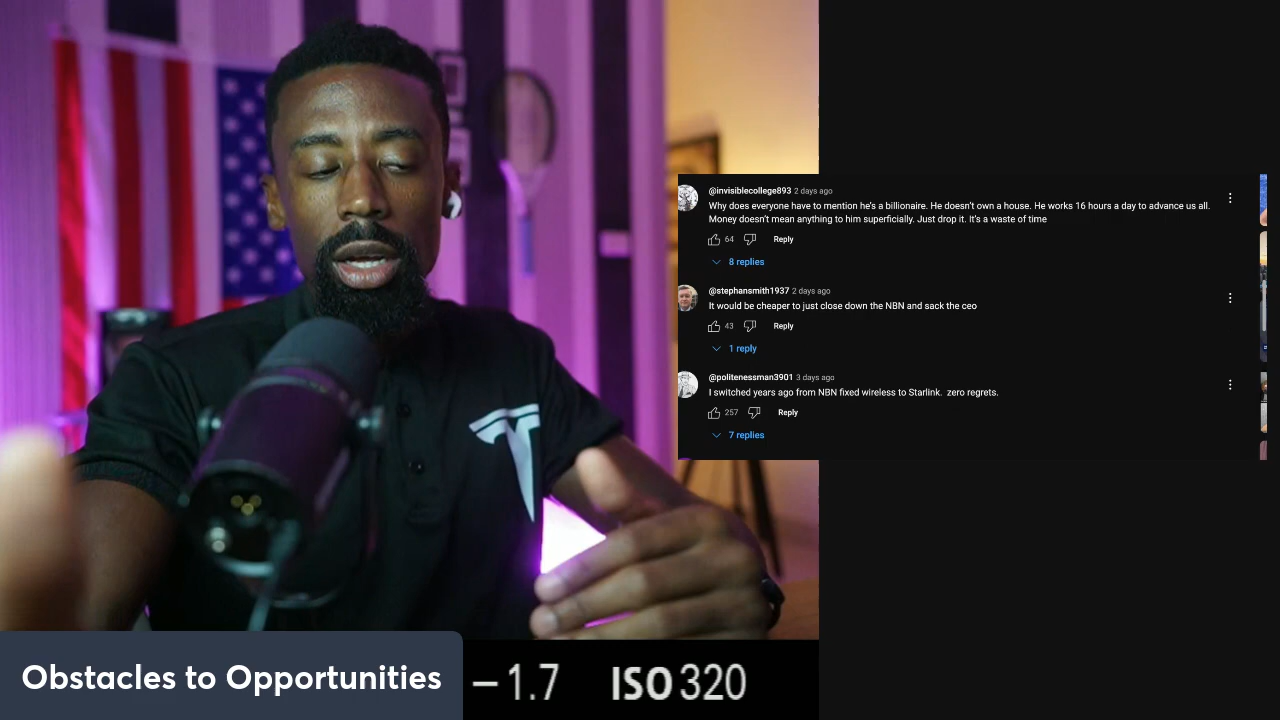 @invisiblecollege893 2 days ago
Why does everyone have to mention he's a billionaire. He doesn't own a house. He works 16 hours a day to advance us all.
Money doesn't mean anything to him superficially. Just drop it. It's a waste of time
64 Reply
8 replies
@stephansmith1937 2 days ago
It would be cheaper to just close down the NBN and sack the ceo
43 Reply
1 reply
@politenessman3901 3 days ago
I switched years ago from NBN fixed wireless to Starlink.  zero regrets.
257 Reply
7 replies
Obstacles to Opportunities
– 1.7 ISO 320